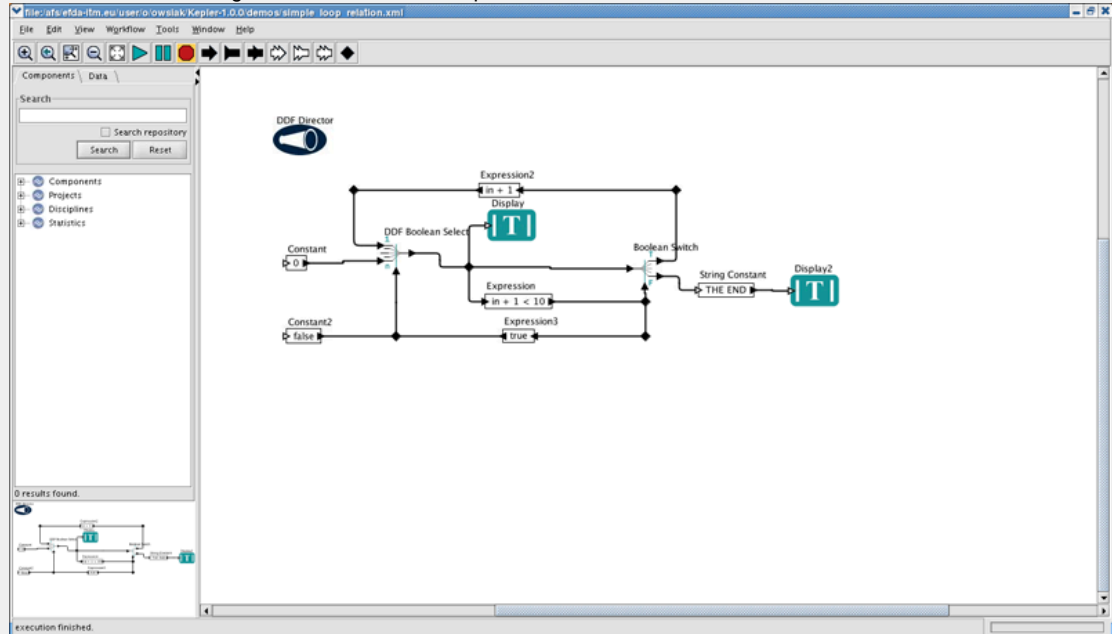 file:/afs/efda-itm.eu/user/o/owsiak/Kepler-1.0.0/demos/simple_loop_relation.xml
File Edit View Workflow Tools Window Help
Components Data
Search
Search repository
Search Reset
Components
Projects
Disciplines
Statistics
0 results found.
DDF Director
Expression2
in + 1
Display
T
DDF Boolean Select
1
n
Constant
0
Boolean Switch
T
F
String Constant
THE END
Display2
T
Expression
in + 1 < 10
Constant2
false
Expression3
true
execution finished.